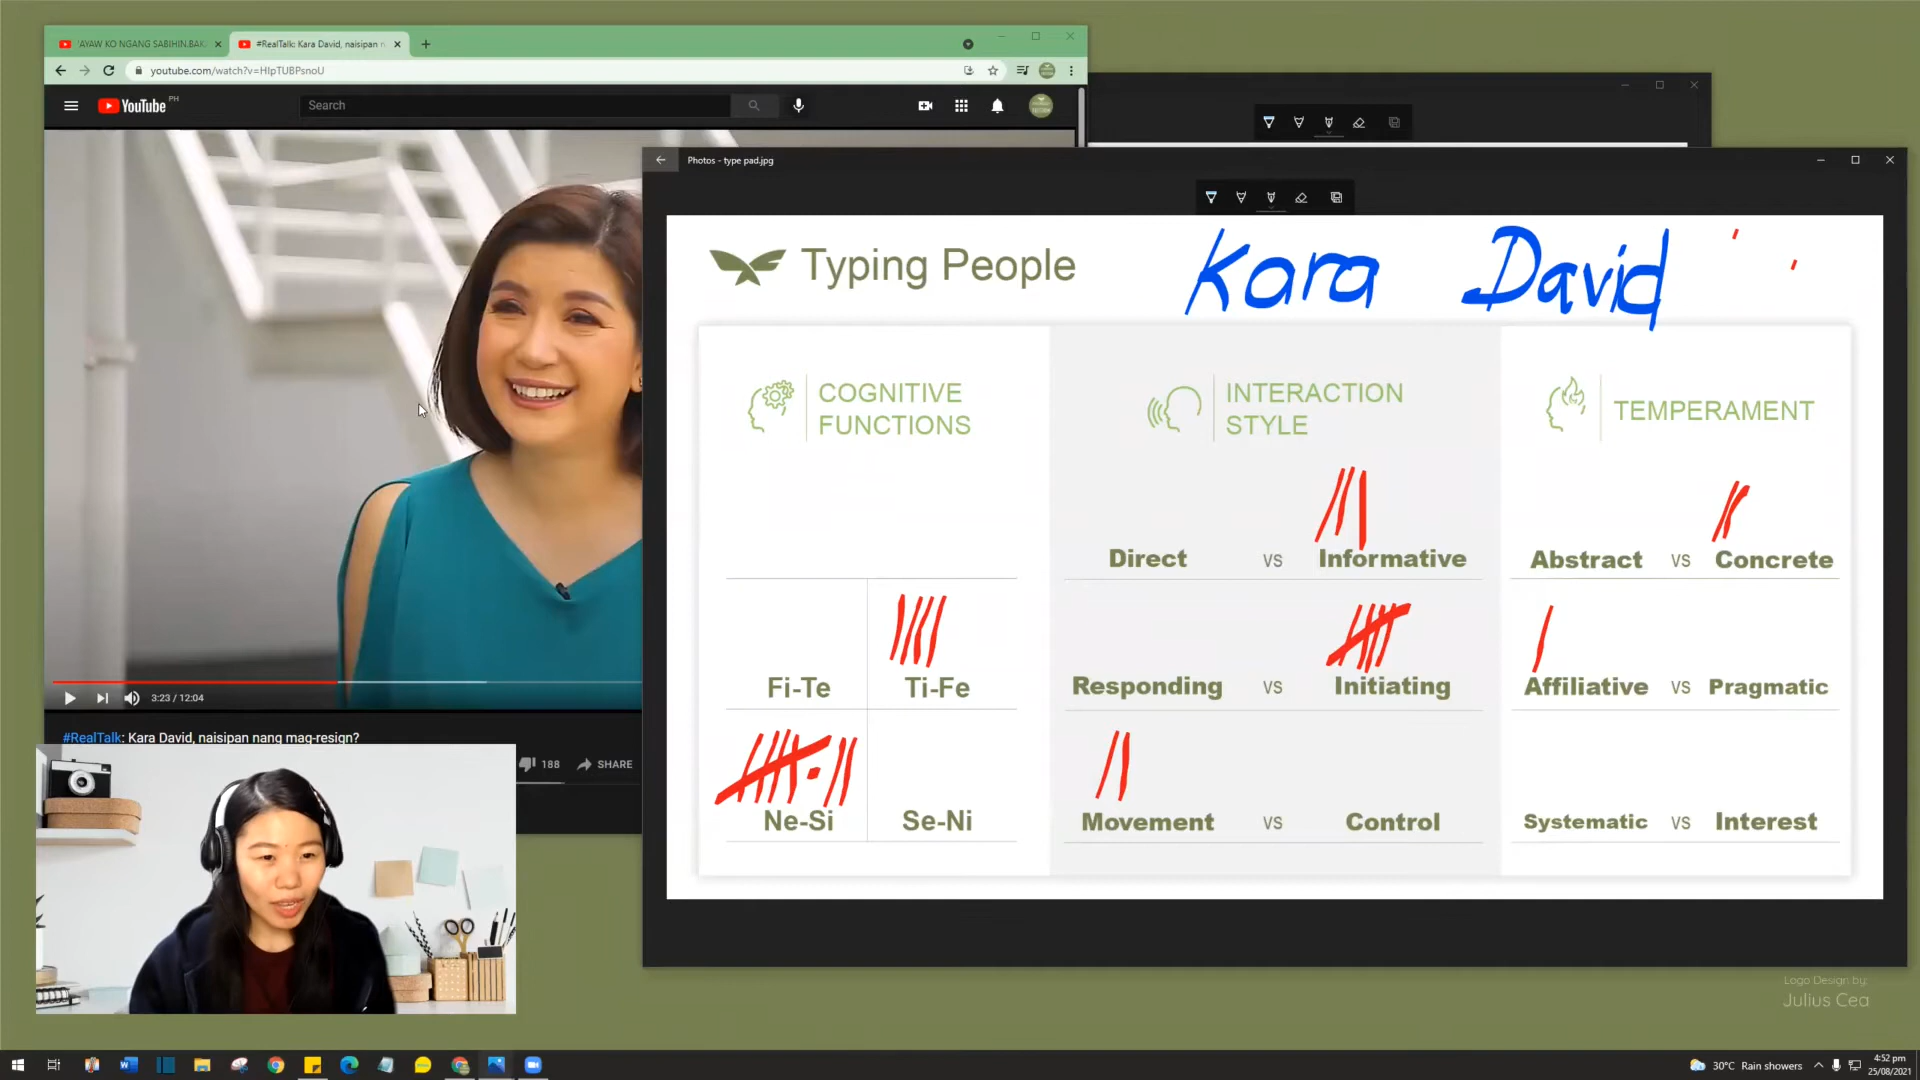 'AYAW KO NGANG SABIHIN.BAK
#RealTalk: Kara David, naisipan n
youtube.com/watch?v=HIpTUBPsnoU
YouTube PH
Search
Photos - type pad.jpg
Typing People
Kara David
COGNITIVE
FUNCTIONS
INTERACTION
STYLE
TEMPERAMENT
Direct VS Informative
Abstract VS Concrete
Fi-Te Ti-Fe
Responding VS Initiating
Affiliative VS Pragmatic
Ne-Si Se-Ni
Movement VS Control
Systematic VS Interest
3:23 / 12:04
#RealTalk: Kara David, naisipan nang mag-resign?
188 SHARE
Logo Design by:
Julius Cea
30°C Rain showers
4:52 pm
25/08/2021